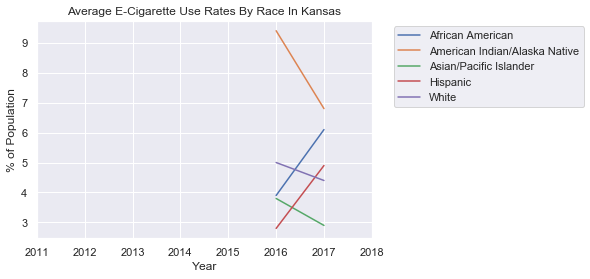 Average E-Cigarette Use Rates By Race In Kansas
African American
American Indian/Alaska Native
Asian/Pacific Islander
Hispanic
White
% of Population
9
8
7
6
5
4
3
2011 2012 2013 2014 2015 2016 2017 2018
Year